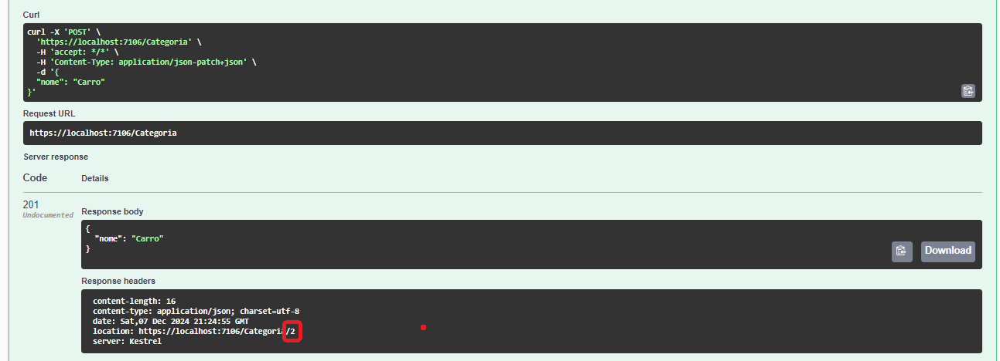 Curl
curl -X 'POST' \
'https://localhost:7106/Categoria' \
-H 'accept: */*' \
-H 'Content-Type: application/json-patch+json' \
-d '{
"nome": "Carro"
}'
Request URL
https://localhost:7106/Categoria
Server response
Code Details
201
Undocumented
Response body
{
"nome": "Carro"
}
Download
Response headers
content-length: 16
content-type: application/json; charset=utf-8
date: Sat,07 Dec 2024 21:24:55 GMT
location: https://localhost:7106/Categoria/2
server: Kestrel